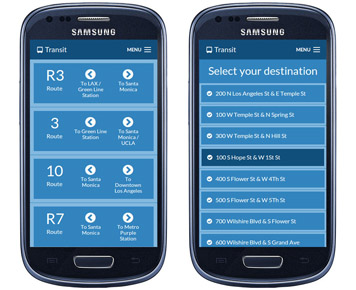 SAMSUNG
Transit MENU
R3
Route
To LAX /
Green Line
Station
To Santa
Monica
3
Route
To Green Line
Station
To Santa
Monica /
UCLA
10
Route
To Santa
Monica
To
Downtown
Los Angeles
R7
Route
To Santa
Monica
To Metro
Purple
Station
SAMSUNG
Transit MENU
Select your destination
200 N Los Angeles St & E Temple St
100 W Temple St & N Spring St
300 W Temple St & N Hill St
100 S Hope St & W 1St St
400 S Flower St & W 4Th St
500 S Flower St & W 5Th St
700 Wilshire Blvd & S Flower St
600 Wilshire Blvd & S Grand Ave